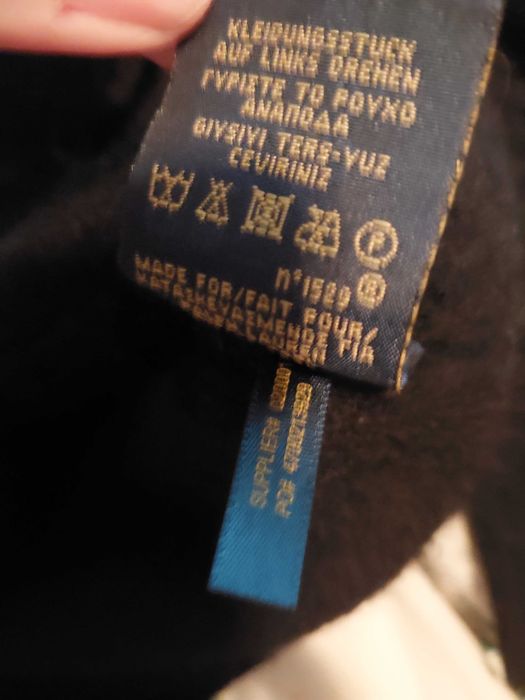 KLEIDUNGSSTUCK
AUF LINKS DREHEN
ΓΥΡΙΣΤΕ ΤΟ ΡΟΥΧΟ
ΑΝΑΠΟΔΑ
GIYSIYI TERS-YUZ
CEVIRINIZ
P
n°1529 ®
MADE FOR/FAIT POUR/
SUPPLIER#
PO#